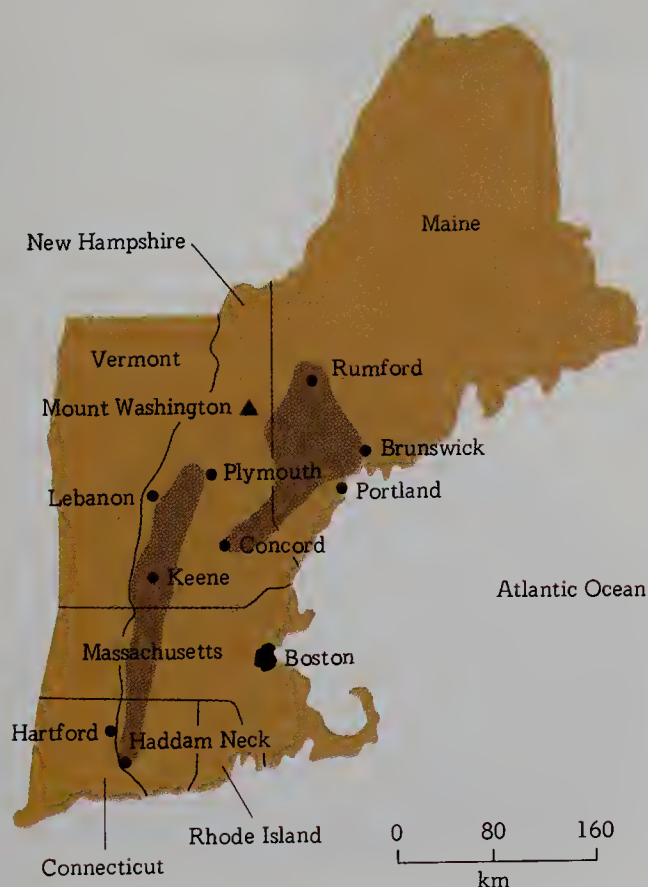 Maine
New Hampshire
Vermont
Rumford
Mount Washington
Brunswick
Plymouth
Lebanon
Portland
Concord
Keene
Atlantic Ocean
Massachusetts
Boston
Hartford
Haddam Neck
Rhode Island
Connecticut
0 80 160
km